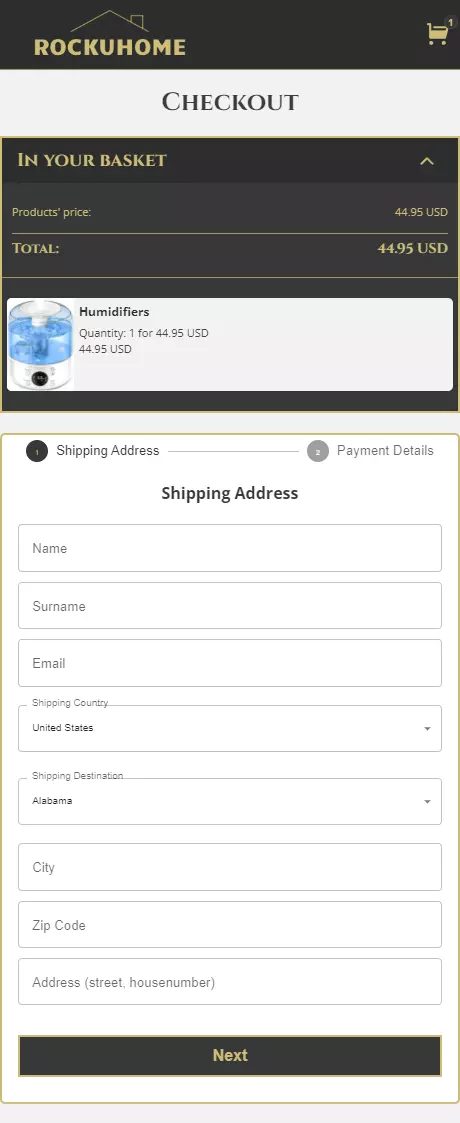 ROCKUHOME
1
Checkout
In your basket
Products' price: 44.95 USD
Total: 44.95 USD
Humidifiers
Quantity: 1 for 44.95 USD
44.95 USD
1 Shipping Address 2 Payment Details
Shipping Address
Name
Surname
Email
Shipping Country
United States
Shipping Destination
Alabama
City
Zip Code
Address (street, housenumber)
Next